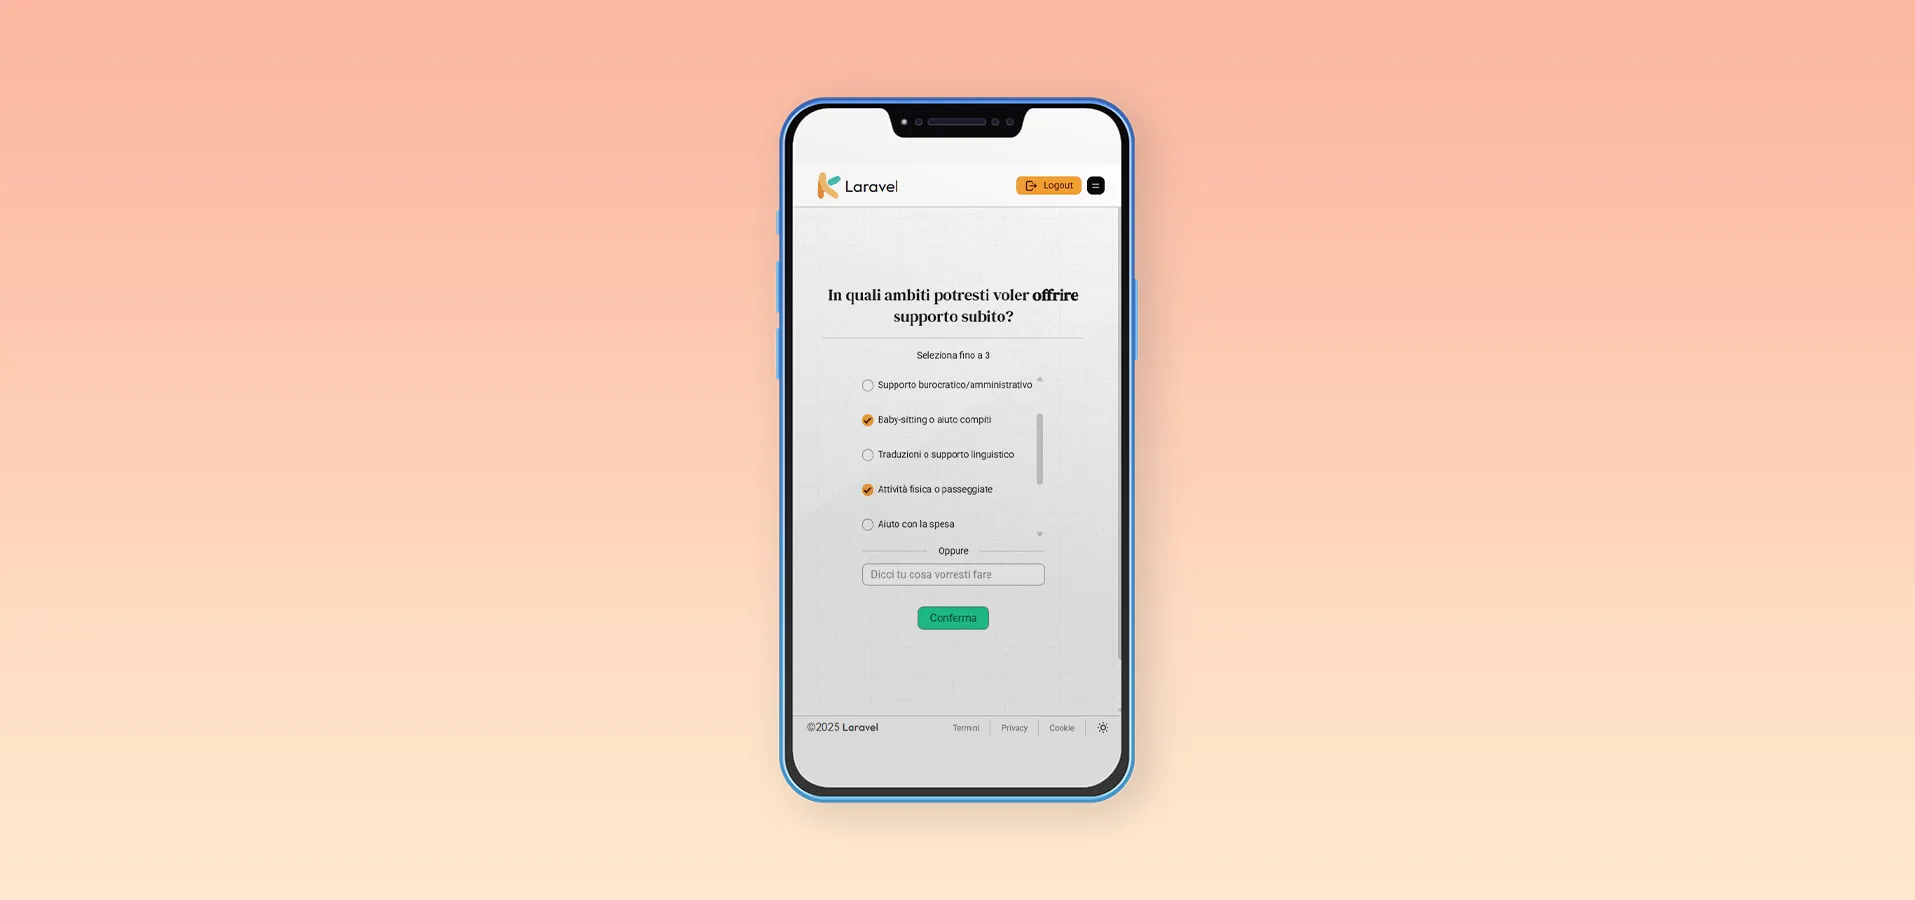 Laravel
Logout
In quali ambiti potresti voler offrire
supporto subito?
Seleziona fino a 3
Supporto burocratico/amministrativo
Baby-sitting o aiuto compiti
Traduzioni o supporto linguistico
Attività fisica o passeggiate
Aiuto con la spesa
Oppure
Dicci tu cosa vorresti fare
Conferma
©2025 Laravel
Termini
Privacy
Cookie